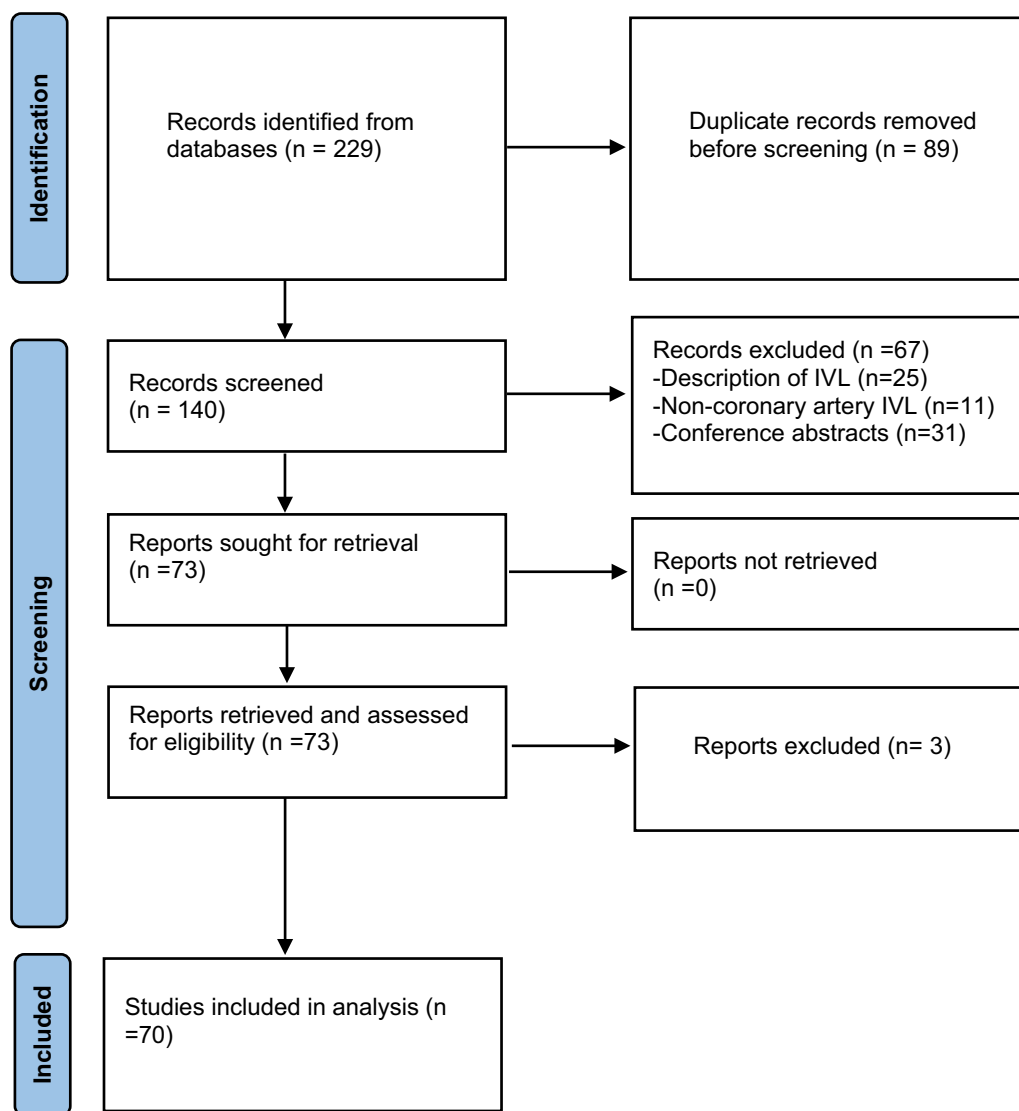 Identification
Records identified from
databases (n = 229)
Duplicate records removed
before screening (n = 89)
Screening
Records screened
(n = 140)
Records excluded (n =67)
-Description of IVL (n=25)
-Non-coronary artery IVL (n=11)
-Conference abstracts (n=31)
Reports sought for retrieval
(n =73)
Reports not retrieved
(n =0)
Reports retrieved and assessed
for eligibility (n =73)
Reports excluded (n= 3)
Included
Studies included in analysis (n
=70)